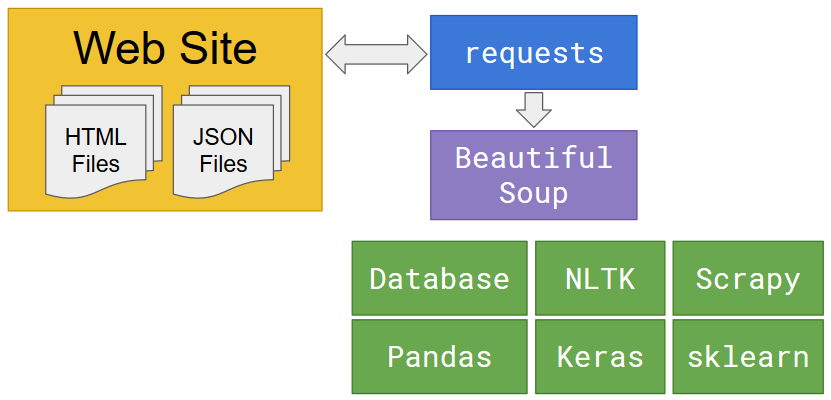 Web Site
HTML
Files
JSON
Files
requests
Beautiful
Soup
Database
NLTK
Scrapy
Pandas
Keras
sklearn